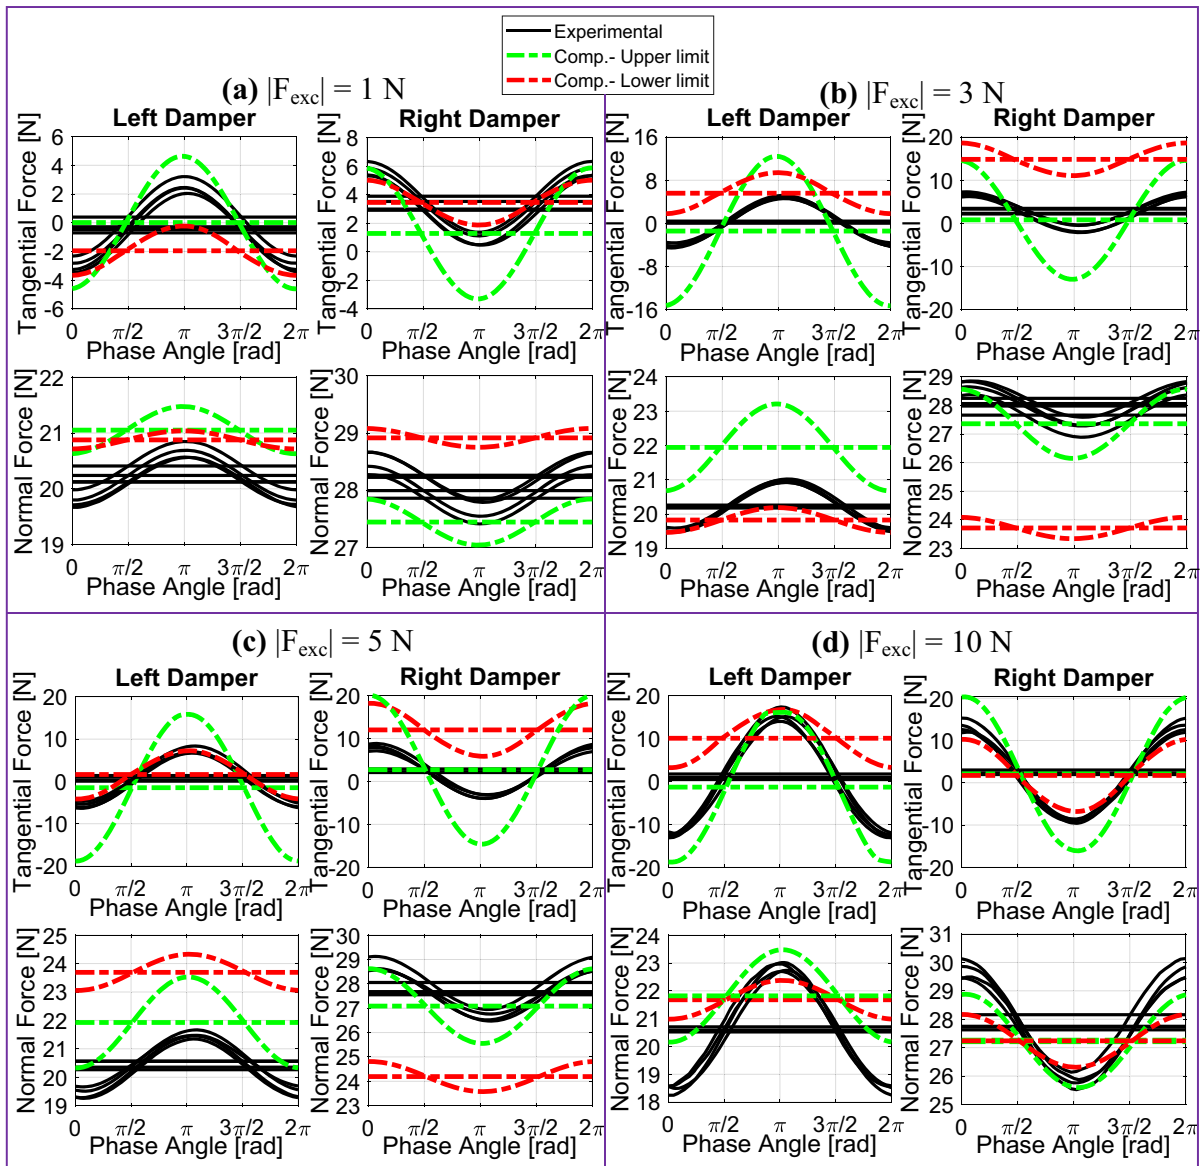 Experimental
Comp.- Upper limit
Comp.- Lower limit
(a) |F_exc| = 1 N
Left Damper
Right Damper
Tangential Force [N]
6
4
2
0
-2
-4
-6
0 π/2 π 3π/2 2π
Phase Angle [rad]
Tangential Force [N]
8
6
4
2
0
-2
-4
0 π/2 π 3π/2 2π
Phase Angle [rad]
Normal Force [N]
22
21
20
19
0 π/2 π 3π/2 2π
Phase Angle [rad]
Normal Force [N]
30
29
28
27
0 π/2 π 3π/2 2π
Phase Angle [rad]
(b) |F_exc| = 3 N
Left Damper
Right Damper
Tangential Force [N]
16
8
0
-8
-16
0 π/2 π 3π/2 2π
Phase Angle [rad]
Tangential Force [N]
20
10
0
-10
-20
0 π/2 π 3π/2 2π
Phase Angle [rad]
Normal Force [N]
24
23
22
21
20
19
0 π/2 π 3π/2 2π
Phase Angle [rad]
Normal Force [N]
29
28
27
26
25
24
23
0 π/2 π 3π/2 2π
Phase Angle [rad]
(c) |F_exc| = 5 N
Left Damper
Right Damper
Tangential Force [N]
20
10
0
-10
-20
0 π/2 π 3π/2 2π
Phase Angle [rad]
Tangential Force [N]
20
10
0
-10
-20
0 π/2 π 3π/2 2π
Phase Angle [rad]
Normal Force [N]
25
24
23
22
21
20
19
0 π/2 π 3π/2 2π
Phase Angle [rad]
Normal Force [N]
30
29
28
27
26
25
24
23
0 π/2 π 3π/2 2π
Phase Angle [rad]
(d) |F_exc| = 10 N
Left Damper
Right Damper
Tangential Force [N]
20
10
0
-10
-20
0 π/2 π 3π/2 2π
Phase Angle [rad]
Tangential Force [N]
20
10
0
-10
-20
0 π/2 π 3π/2 2π
Phase Angle [rad]
Normal Force [N]
24
23
22
21
20
19
18
0 π/2 π 3π/2 2π
Phase Angle [rad]
Normal Force [N]
31
30
29
28
27
26
25
0 π/2 π 3π/2 2π
Phase Angle [rad]